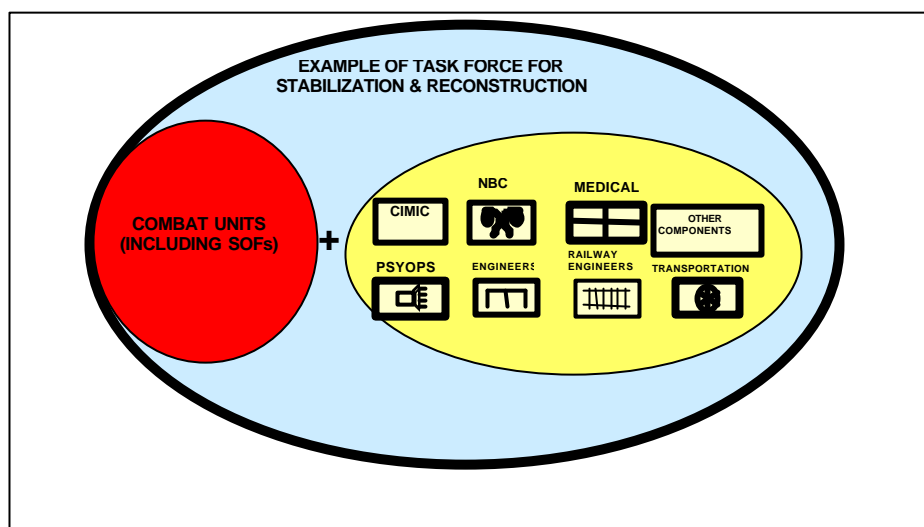 EXAMPLE OF TASK FORCE FOR
STABILIZATION & RECONSTRUCTION
COMBAT UNITS
(INCLUDING SOFs)
+
NBC
MEDICAL
CIMIC
OTHER
COMPONENTS
PSYOPS
ENGINEERS
RAILWAY
ENGINEERS
TRANSPORTATION